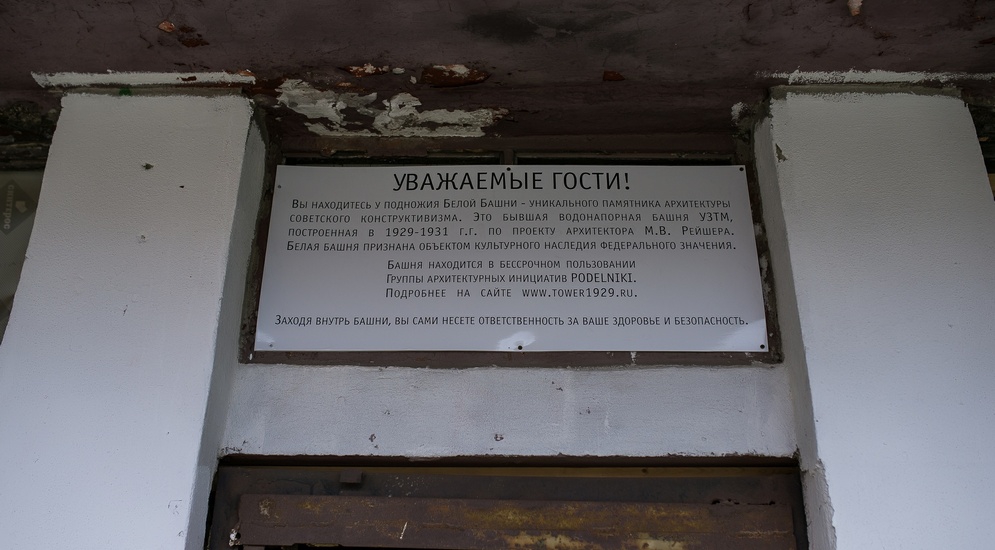 УВАЖАЕМЫЕ ГОСТИ!
Вы находитесь у подножия Белой Башни - уникального памятника архитектуры
советского конструктивизма. Это бывшая водонапорная башня УЗТМ,
построенная в 1929-1931 г.г. по проекту архитектора М.В. Рейшера.
Белая башня признана объектом культурного наследия федерального значения.
Башня находится в бессрочном пользовании
Группы архитектурных инициатив PODELNIKI.
Подробнее на сайте www.tower1929.ru.
Заходя внутрь башни, вы сами несете ответственность за ваше здоровье и безопасность.